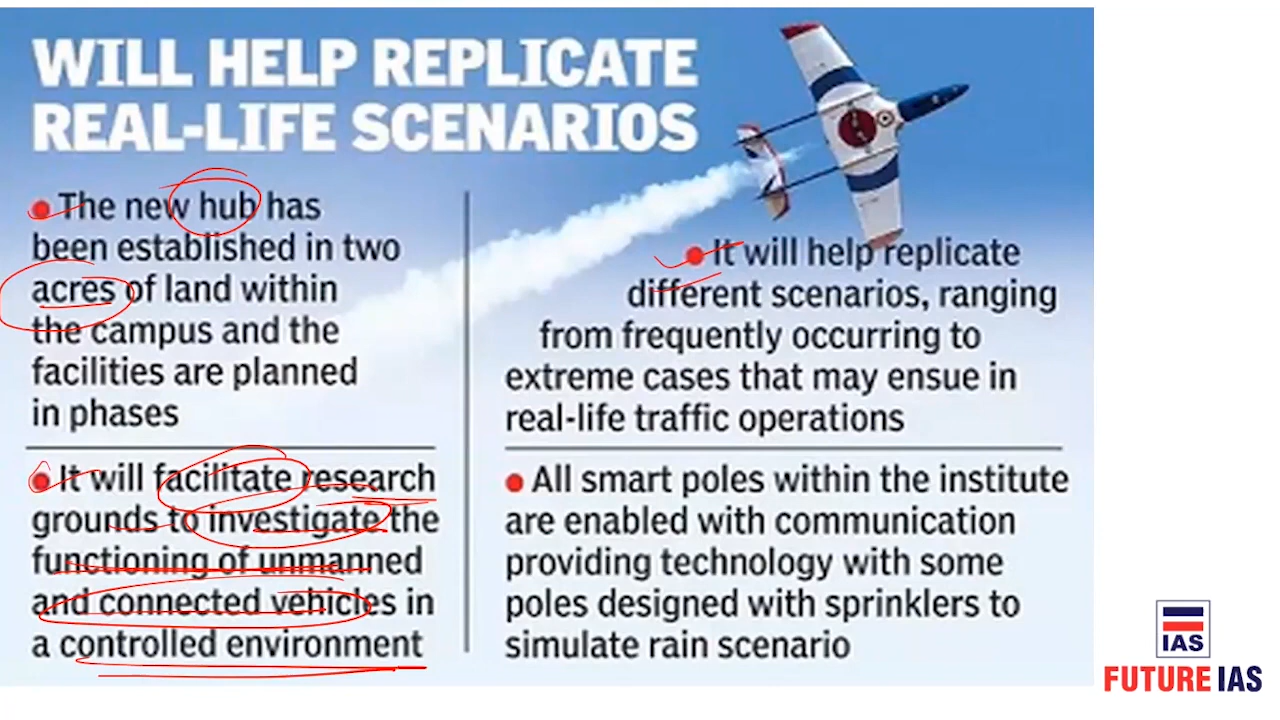 WILL HELP REPLICATE
REAL-LIFE SCENARIOS
The new hub has
been established in two
acres of land within
the campus and the
facilities are planned
in phases
It will facilitate research
grounds to investigate the
functioning of unmanned
and connected vehicles in
a controlled environment
It will help replicate
different scenarios, ranging
from frequently occurring to
extreme cases that may ensue in
real-life traffic operations
All smart poles within the institute
are enabled with communication
providing technology with some
poles designed with sprinklers to
simulate rain scenario
IAS
FUTURE IAS